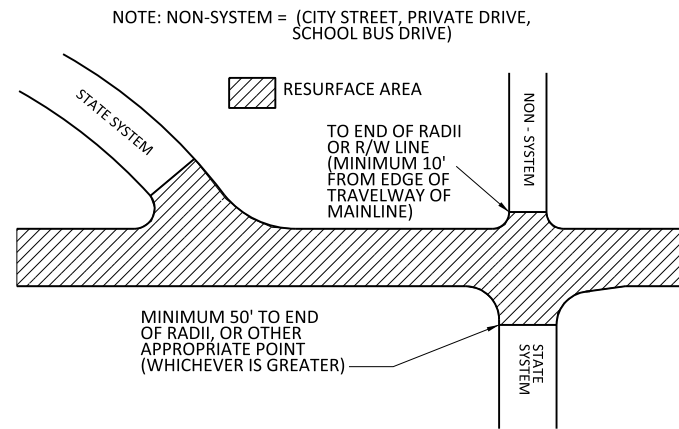 NOTE: NON-SYSTEM = (CITY STREET, PRIVATE DRIVE,
SCHOOL BUS DRIVE)
RESURFACE AREA
STATE SYSTEM
TO END OF RADII
OR R/W LINE
(MINIMUM 10'
FROM EDGE OF
TRAVELWAY OF
MAINLINE)
NON - SYSTEM
MINIMUM 50' TO END
OF RADII, OR OTHER
APPROPRIATE POINT
(WHICHEVER IS GREATER)
STATE
SYSTEM